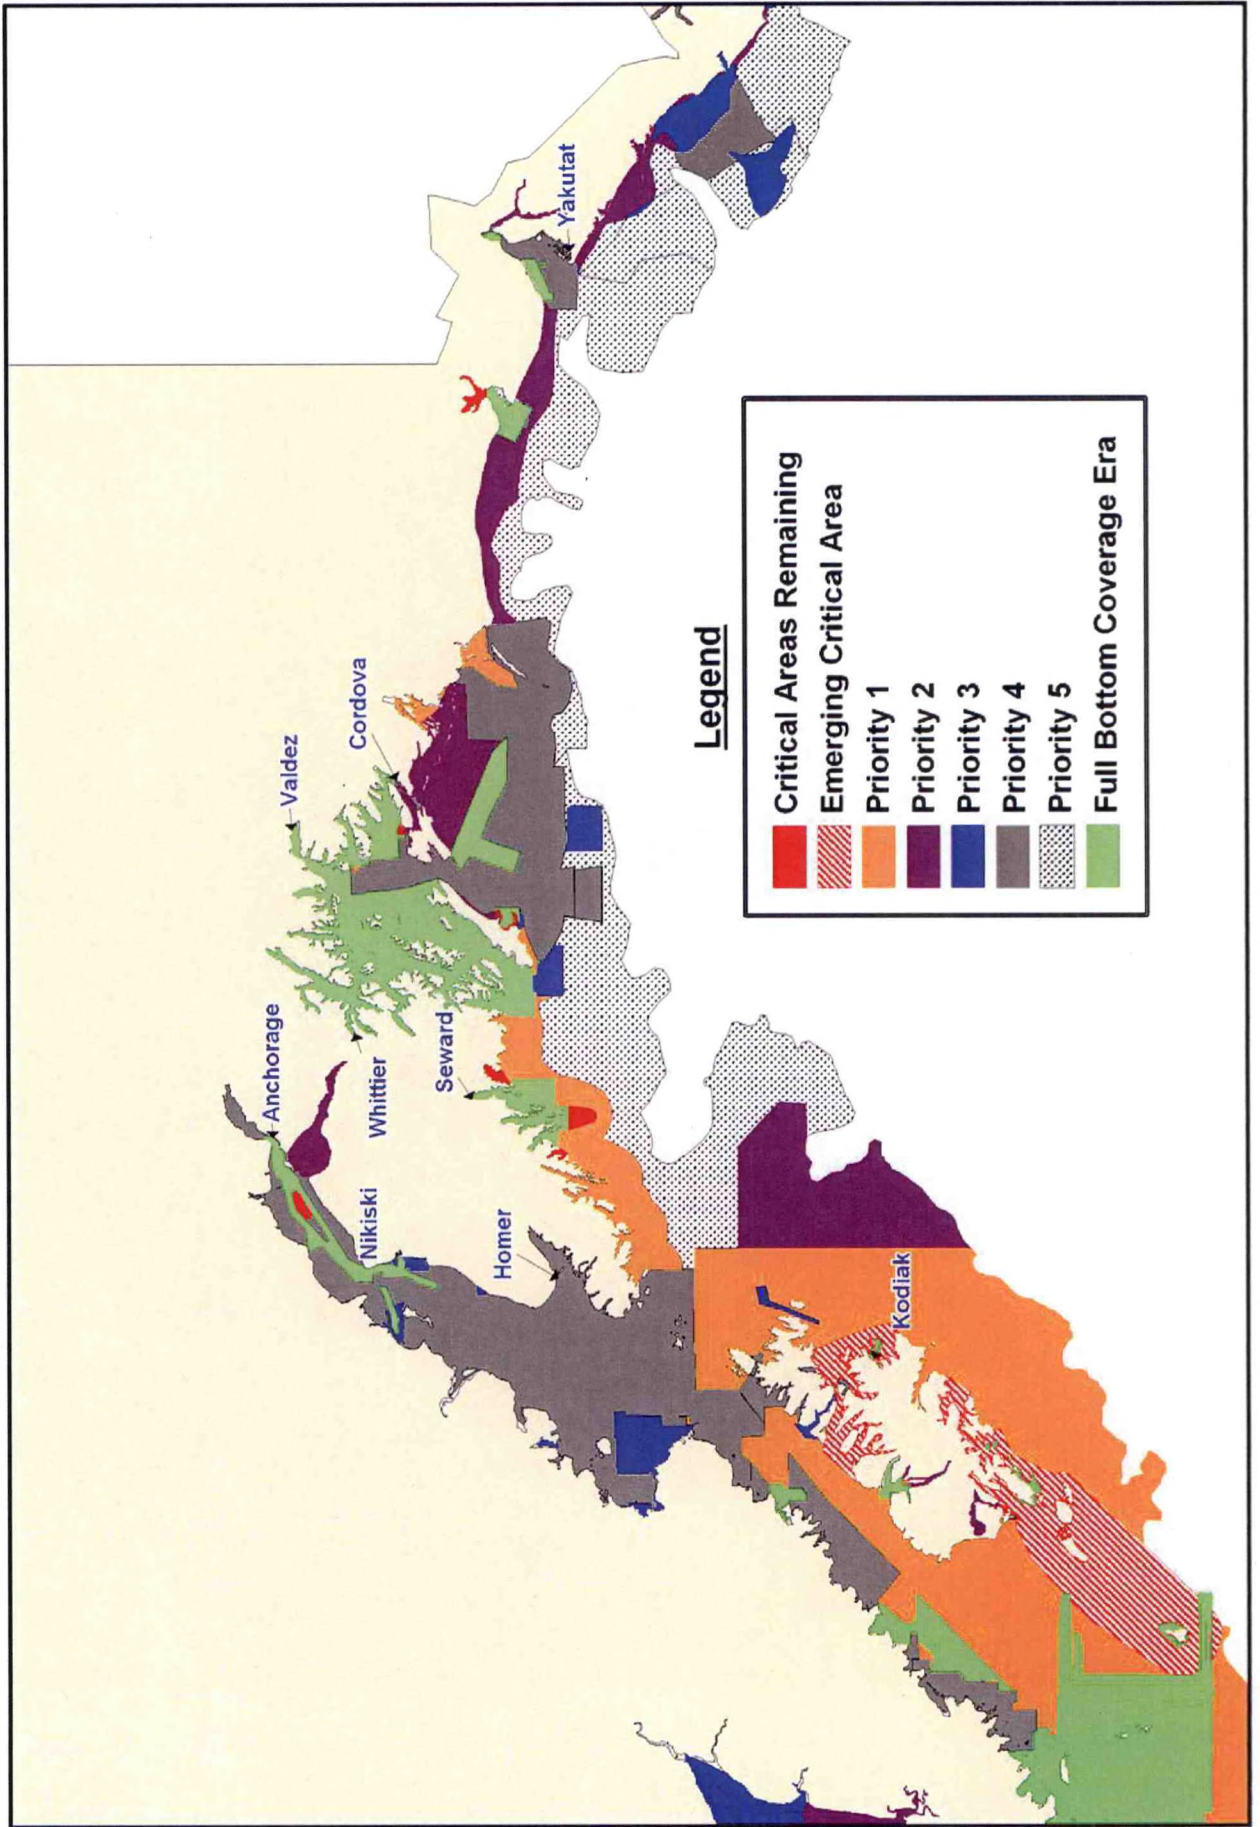 Anchorage
Valdez
Cordova
Yakutat
Whittier
Nikiski
Seward
Homer
Kodiak
Legend
Critical Areas Remaining
Emerging Critical Area
Priority 1
Priority 2
Priority 3
Priority 4
Priority 5
Full Bottom Coverage Era